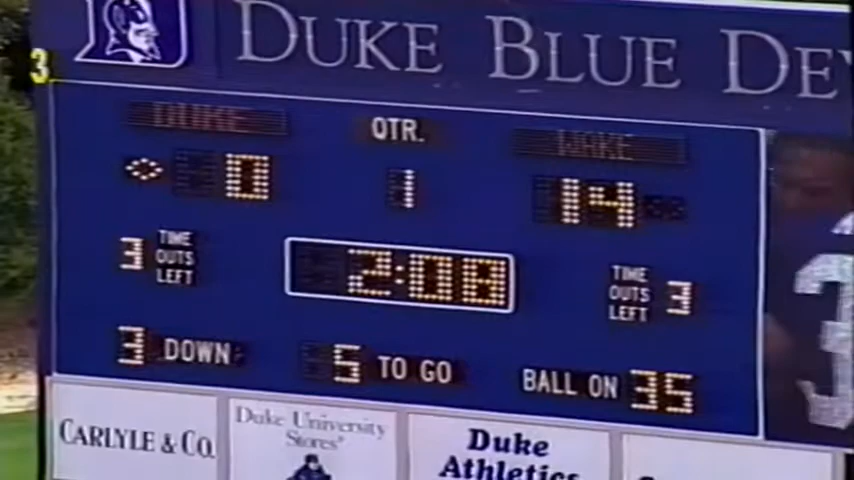 DUKE BLUE DE
3
DUKE
QTR.
WAKE
0
1
14
3 TIME OUTS LEFT
2:08
TIME OUTS LEFT 3
3 DOWN
5 TO GO
BALL ON 35
3
CARLYLE & CO.
Duke University
Stores
Duke
Athletics